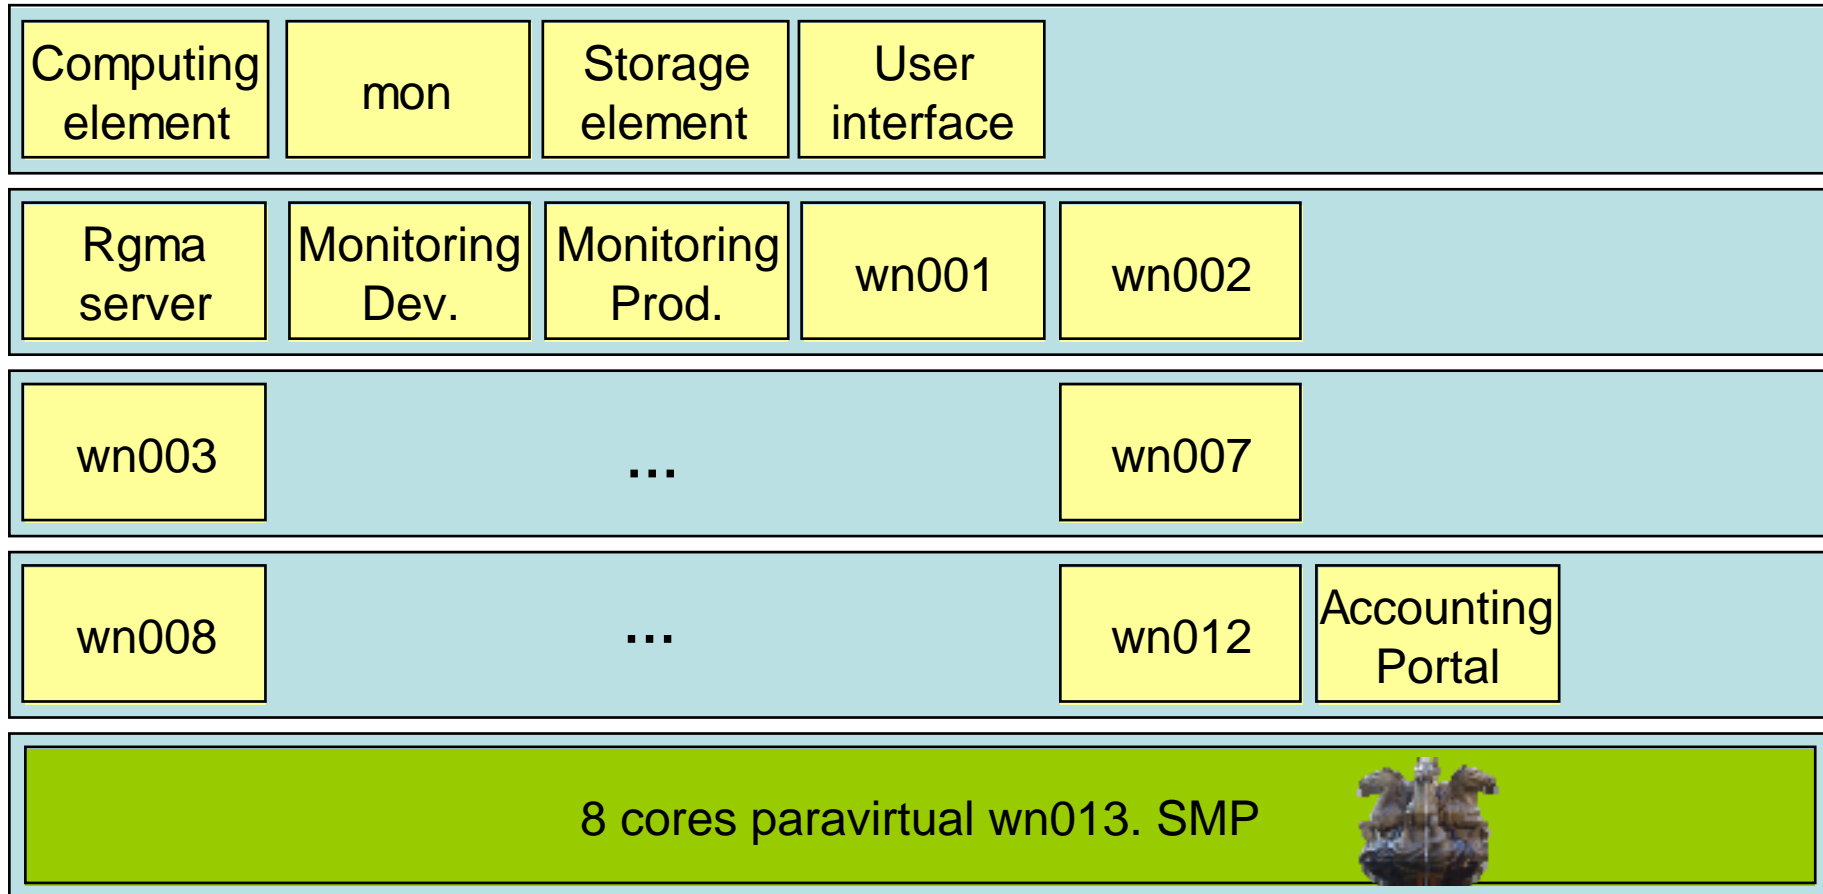 Computing
element
mon
Storage
element
User
interface
Rgma
server
Monitoring
Dev.
Monitoring
Prod.
wn001
wn002
wn003
...
wn007
wn008
...
wn012
Accounting
Portal
8 cores paravirtual wn013. SMP